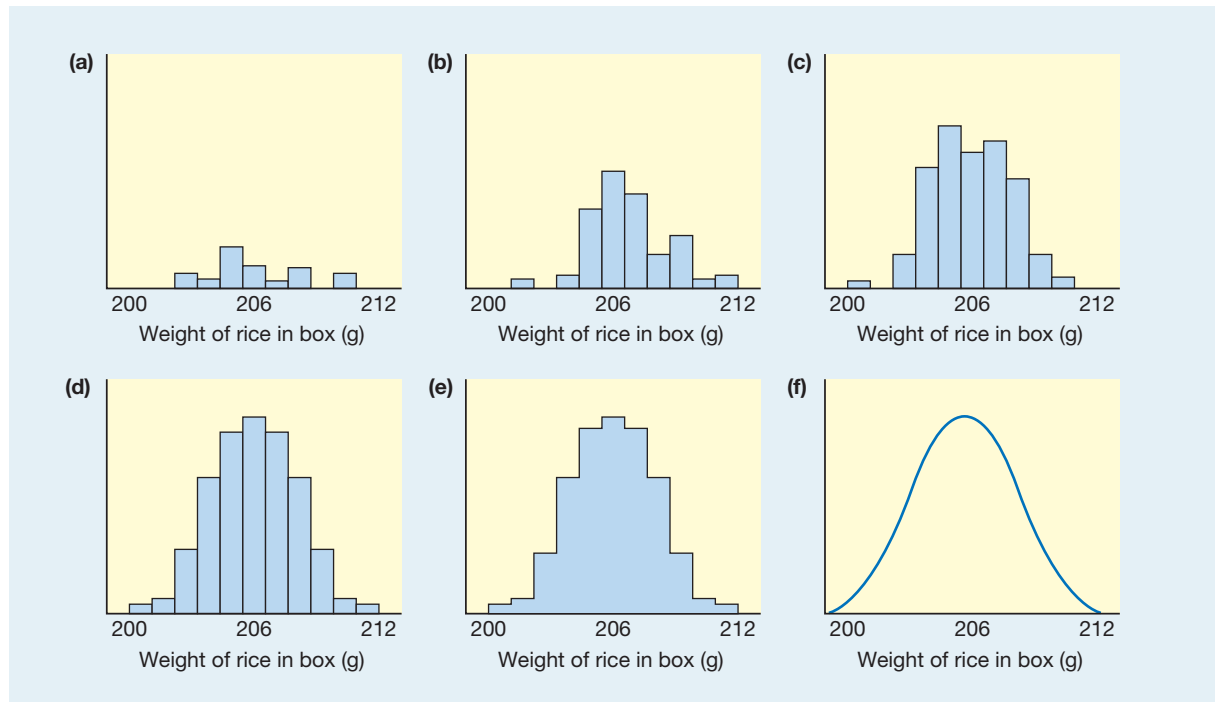 (a) (b) (c)
200 206 212 200 206 212 200 206 212
Weight of rice in box (g) Weight of rice in box (g) Weight of rice in box (g)
(d) (e) (f)
200 206 212 200 206 212 200 206 212
Weight of rice in box (g) Weight of rice in box (g) Weight of rice in box (g)